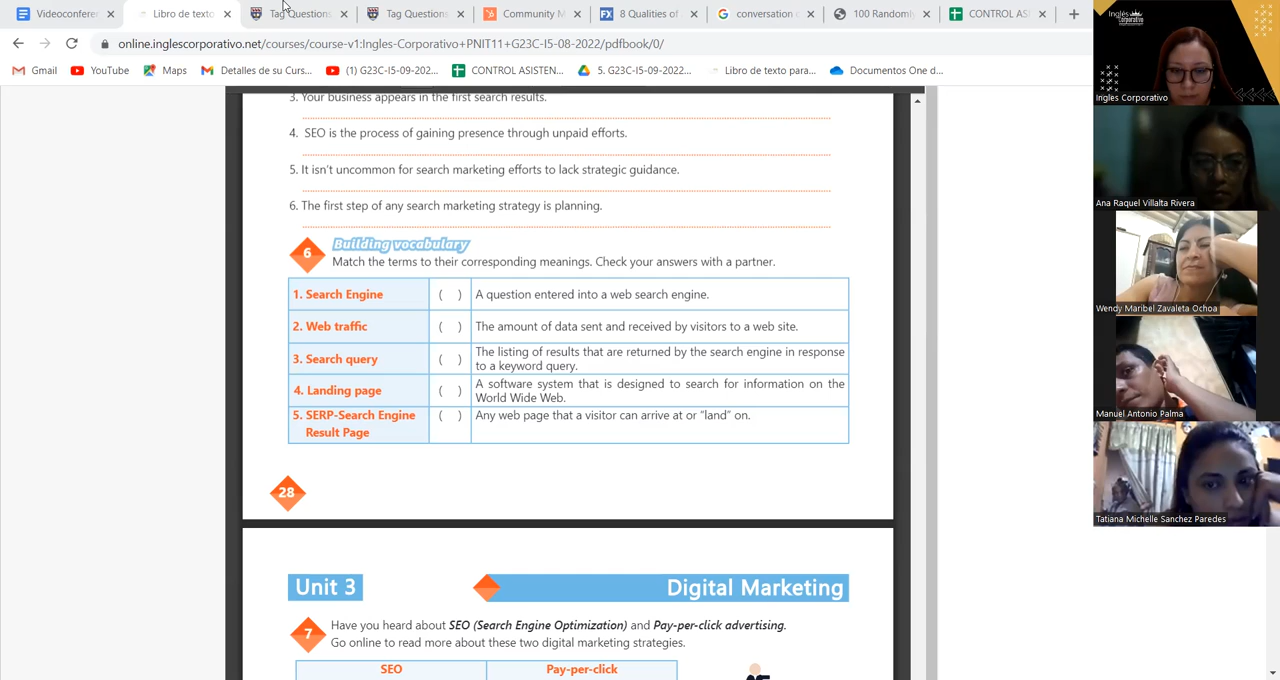 Videoconferen
Libro de texto
Tag Questions
Tag Questions
Community M
8 Qualities of
conversation
100 Randomly
CONTROL AS
online.inglescorporativo.net/courses/course-v1:Ingles-Corporativo+PNIT11+G23C-I5-08-2022/pdfbook/0/
Gmail
YouTube
Maps
Detalles de su Curs...
(1) G23C-I5-09-202...
CONTROL ASISTEN...
5. G23C-I5-09-2022...
Libro de texto para...
Documentos One d...
3. Your business appears in the first search results.
4. SEO is the process of gaining presence through unpaid efforts.
5. It isn't uncommon for search marketing efforts to lack strategic guidance.
6. The first step of any search marketing strategy is planning.
6
Building vocabulary
Match the terms to their corresponding meanings. Check your answers with a partner.
1. Search Engine ( ) A question entered into a web search engine.
2. Web traffic ( ) The amount of data sent and received by visitors to a web site.
3. Search query ( ) The listing of results that are returned by the search engine in response
to a keyword query.
4. Landing page ( ) A software system that is designed to search for information on the
World Wide Web.
5. SERP-Search Engine ( ) Any web page that a visitor can arrive at or "land" on.
Result Page
28
Unit 3
Digital Marketing
7
Have you heard about SEO (Search Engine Optimization) and Pay-per-click advertising.
Go online to read more about these two digital marketing strategies.
SEO
Pay-per-click
Inglés
Corporativo
Ingles Corporativo
Ana Raquel Villalta Rivera
Wendy Maribel Zavaleta Ochoa
Manuel Antonio Palma
Tatiana Michelle Sanchez Paredes